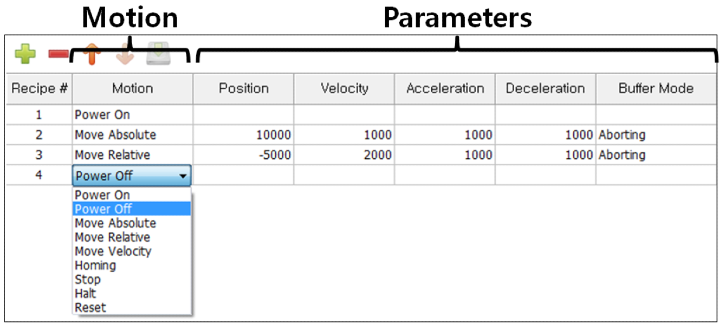 Motion Parameters
Recipe # Motion Position Velocity Acceleration Deceleration Buffer Mode
1 Power On
2 Move Absolute 10000 1000 1000 1000 Aborting
3 Move Relative -5000 2000 1000 1000 Aborting
4 Power Off
Power On
Power Off
Move Absolute
Move Relative
Move Velocity
Homing
Stop
Halt
Reset